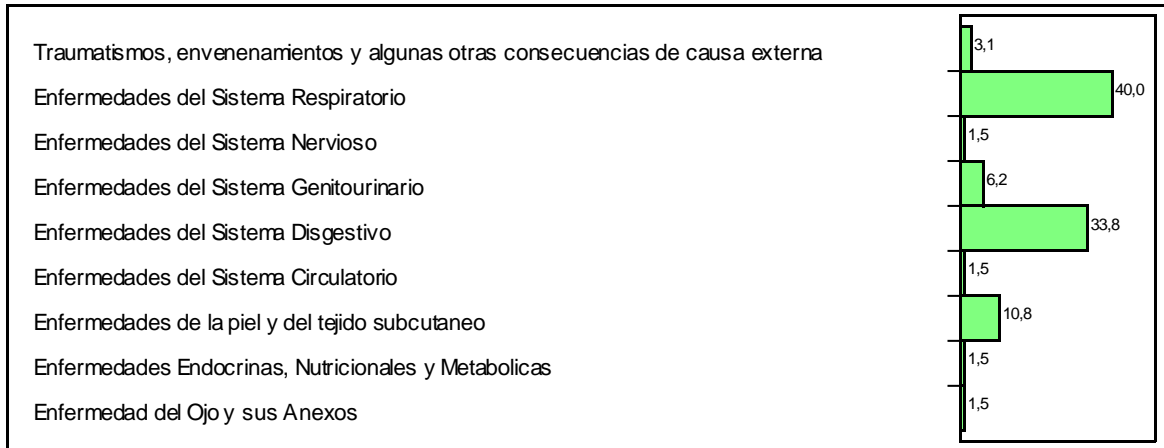 Traumatismos, envenenamientos y algunas otras consecuencias de causa externa 3,1
Enfermedades del Sistema Respiratorio 40,0
Enfermedades del Sistema Nervioso 1,5
Enfermedades del Sistema Genitourinario 6,2
Enfermedades del Sistema Disgestivo 33,8
Enfermedades del Sistema Circulatorio 1,5
Enfermedades de la piel y del tejido subcutaneo 10,8
Enfermedades Endocrinas, Nutricionales y Metabolicas 1,5
Enfermedad del Ojo y sus Anexos 1,5